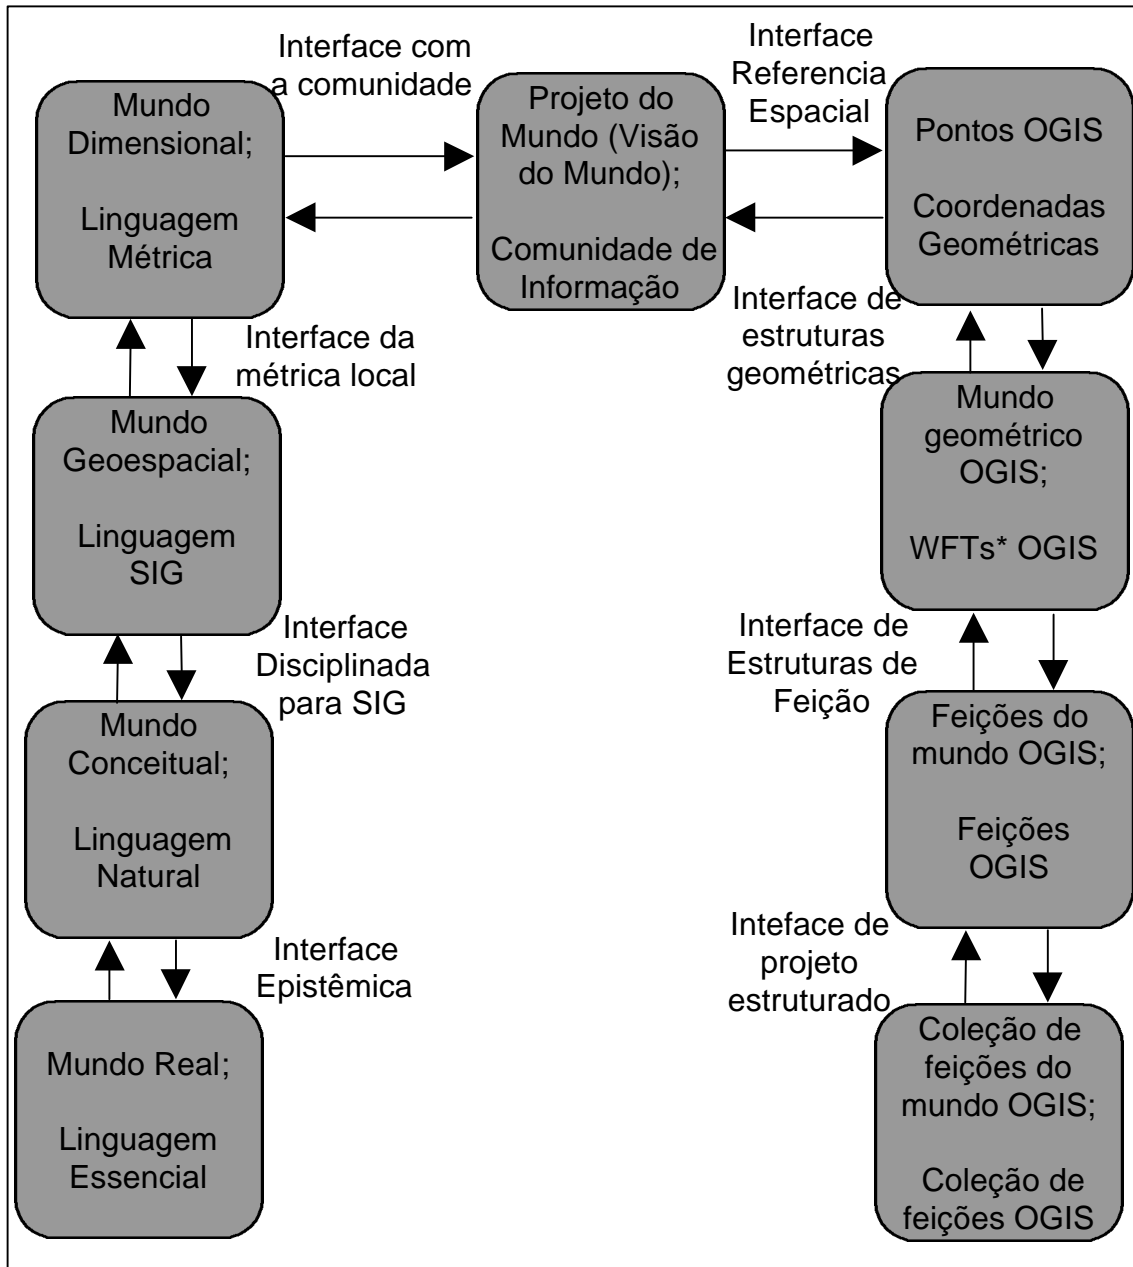 Interface com
a comunidade
Interface
Referencia
Espacial
Mundo
Dimensional;
Linguagem
Métrica
Projeto do
Mundo (Visão
do Mundo);
Comunidade de
Informação
Pontos OGIS
Coordenadas
Geométricas
Interface da
métrica local
Interface de
estruturas
geométricas
Mundo
Geoespacial;
Linguagem
SIG
Mundo
geométrico
OGIS;
WFTs* OGIS
Interface
Disciplinada
para SIG
Interface de
Estruturas de
Feição
Mundo
Conceitual;
Linguagem
Natural
Feições do
mundo OGIS;
Feições
OGIS
Interface
Epistêmica
Inteface de
projeto
estruturado
Mundo Real;
Linguagem
Essencial
Coleção de
feições do
mundo OGIS;
Coleção de
feições OGIS